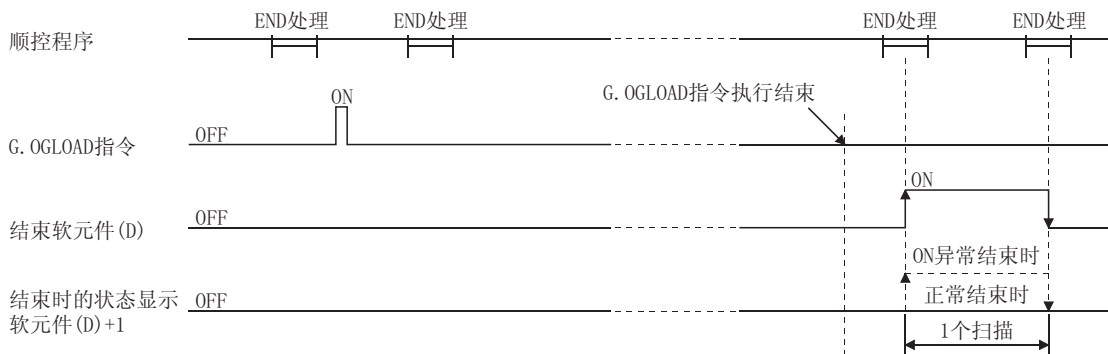 END处理
END处理
END处理
END处理
顺控程序
G.OGLOAD指令执行结束
ON
OFF
G.OGLOAD指令
ON
OFF
结束软元件(D)
ON异常结束时
结束时的状态显示
软元件(D)+1
OFF
正常结束时
1个扫描